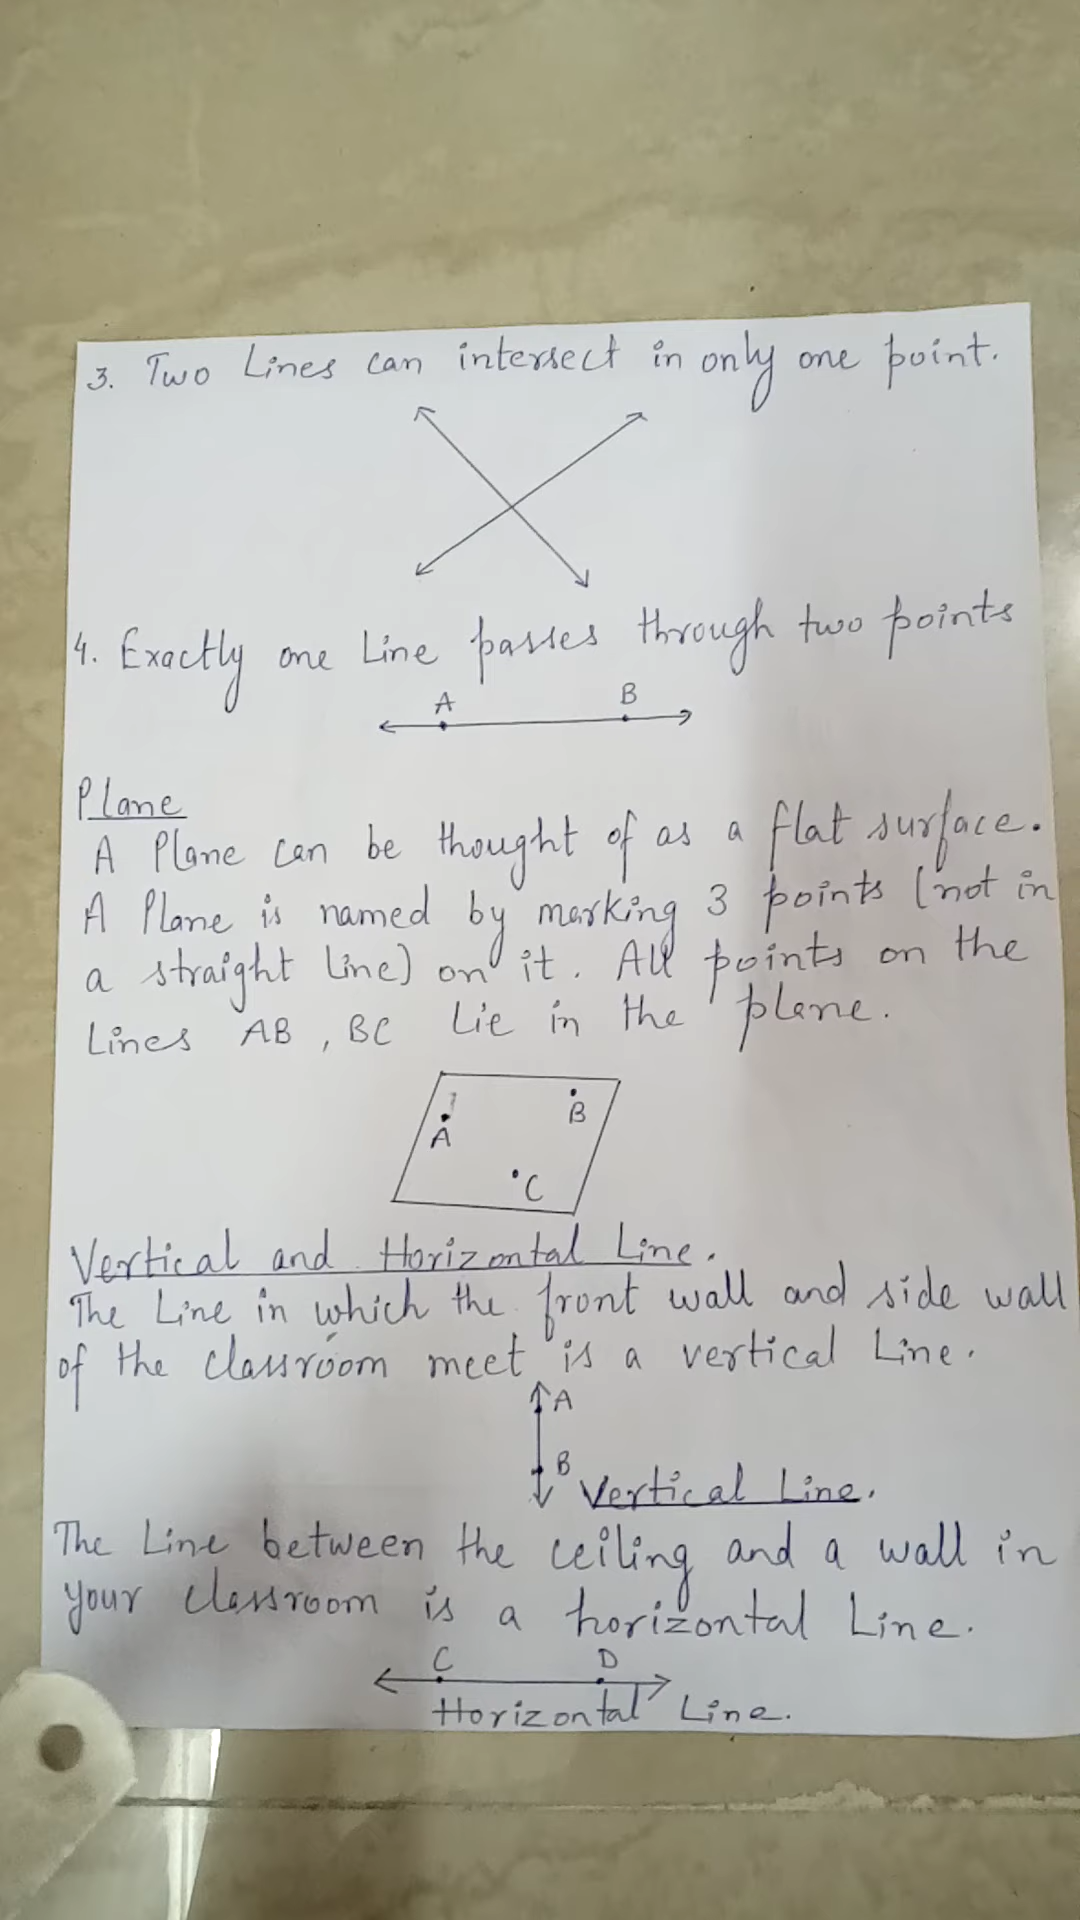 3. Two Lines can intersect in only one point.
4. Exactly one Line passes through two points
A B
Plane
A Plane can be thought of as a flat surface.
A Plane is named by marking 3 points (not in
a straight line) on it. All points on the
Lines AB, BC Lie in the plane.
A B
C
Vertical and Horizontal Line.
The Line in which the front wall and side wall
of the classroom meet is a vertical Line.
A
B
Vertical Line.
The Line between the ceiling and a wall in
your classroom is a horizontal Line.
C D
Horizontal Line.